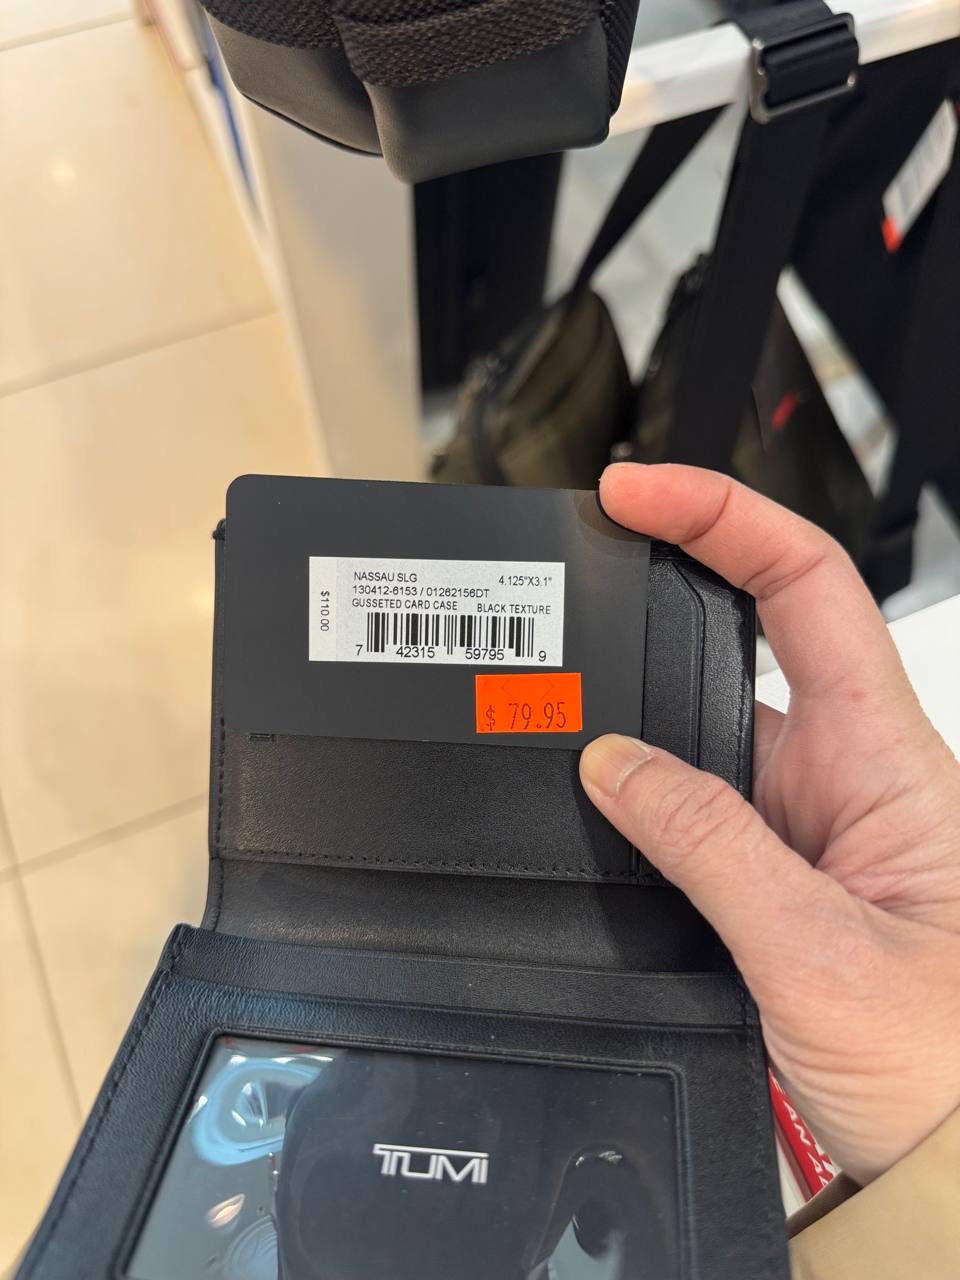 NASSAU SLG 4.125"X3.1"
130412-6153 / 01262156DT
GUSSETED CARD CASE BLACK TEXTURE
$110.00
7 42315 59795 9
$ 79.95
TUMI